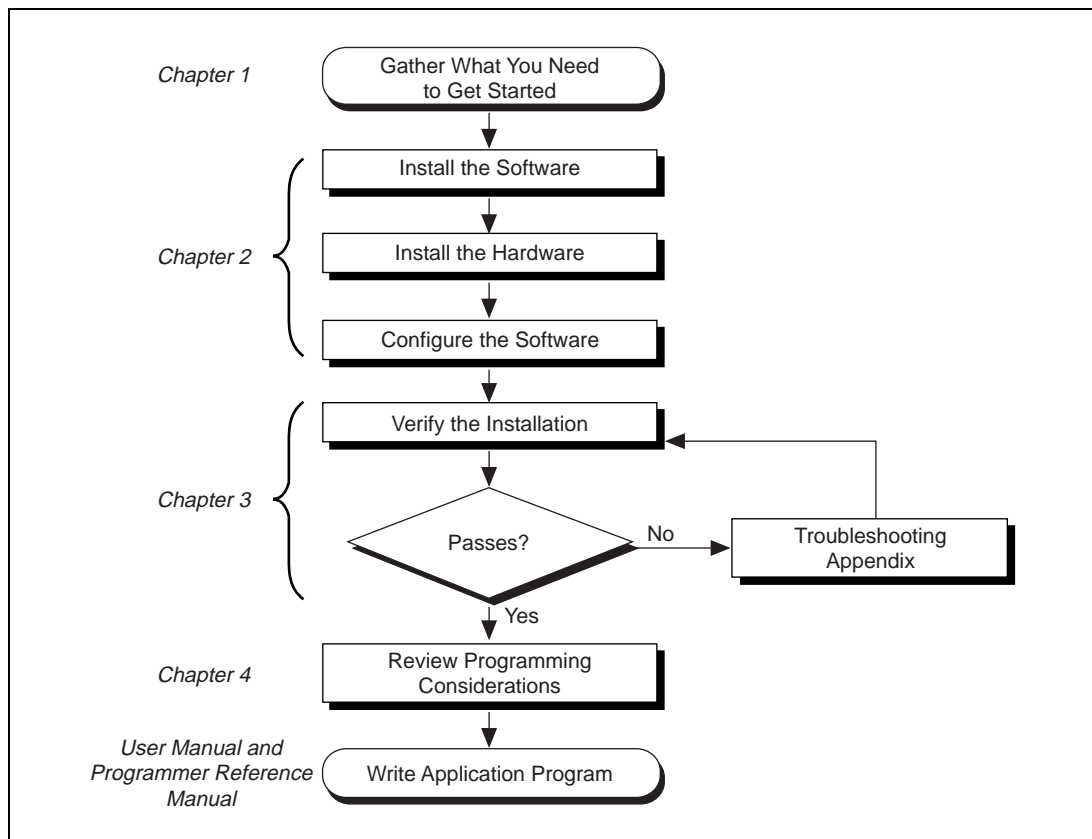 Chapter 1
Gather What You Need
to Get Started
Install the Software
Chapter 2
Install the Hardware
Configure the Software
Verify the Installation
Chapter 3
Passes?
No
Troubleshooting
Appendix
Yes
Chapter 4
Review Programming
Considerations
User Manual and
Programmer Reference
Manual
Write Application Program